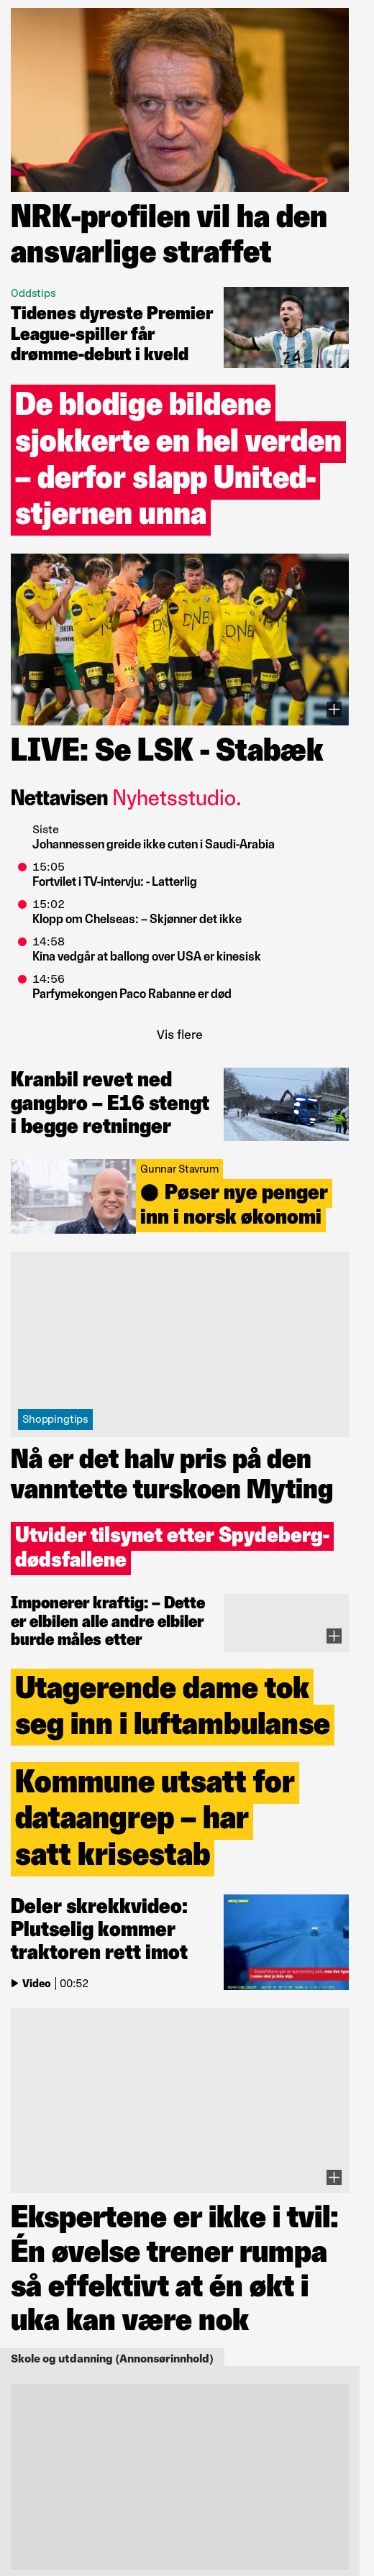 NRK-profilen vil ha den
ansvarlige straffet
Oddstips
Tidenes dyreste Premier
League-spiller får
drømme-debut i kveld
24
De blodige bildene
sjokkerte en hel verden
– derfor slapp United-
stjernen unna
DNB
DNB
DNB
LIVE: Se LSK - Stabæk
Nettavisen Nyhetsstudio.
Siste
Johannessen greide ikke cuten i Saudi-Arabia
15:05
Fortvilet i TV-intervju: - Latterlig
15:02
Klopp om Chelseas: – Skjønner det ikke
14:58
Kina vedgår at ballong over USA er kinesisk
14:56
Parfymekongen Paco Rabanne er død
Vis flere
Kranbil revet ned
gangbro – E16 stengt
i begge retninger
Gunnar Stavrum
● Pøser nye penger
inn i norsk økonomi
Shoppingtips
Nå er det halv pris på den
vanntette turskoen Myting
Utvider tilsynet etter Spydeberg-
dødsfallene
Imponerer kraftig: – Dette
er elbilen alle andre elbiler
burde måles etter
Utagerende dame tok
seg inn i luftambulanse
Kommune utsatt for
dataangrep – har
satt krisestab
Deler skrekkvideo:
Plutselig kommer
traktoren rett imot
Video | 00:52
Ekspertene er ikke i tvil:
Én øvelse trener rumpa
så effektivt at én økt i
uka kan være nok
Skole og utdanning (Annonsørinnhold)